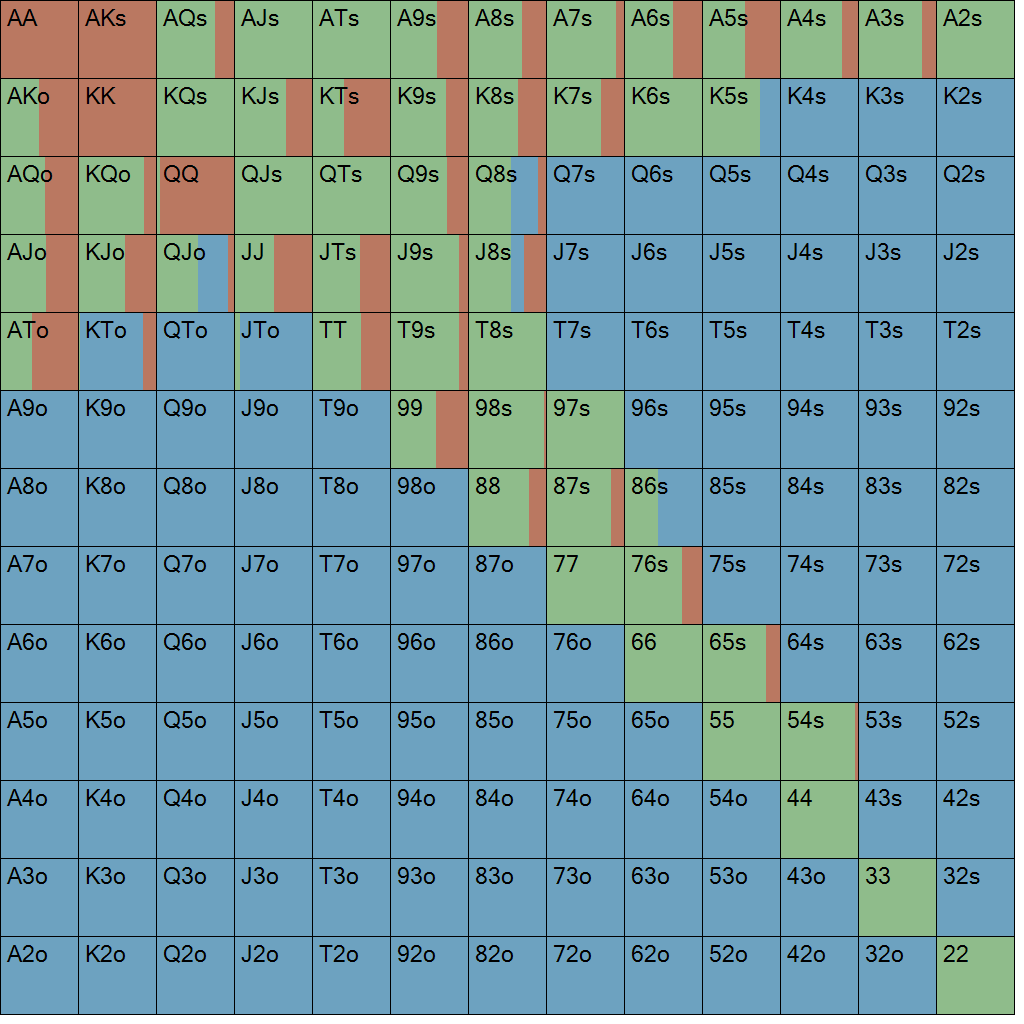 AA AKs AQs AJs ATs A9s A8s A7s A6s A5s A4s A3s A2s
AKo KK KQs KJs KTs K9s K8s K7s K6s K5s K4s K3s K2s
AQo KQo QQ QJs QTs Q9s Q8s Q7s Q6s Q5s Q4s Q3s Q2s
AJo KJo QJo JJ JTs J9s J8s J7s J6s J5s J4s J3s J2s
ATo KTo QTo JTo TT T9s T8s T7s T6s T5s T4s T3s T2s
A9o K9o Q9o J9o T9o 99 98s 97s 96s 95s 94s 93s 92s
A8o K8o Q8o J8o T8o 98o 88 87s 86s 85s 84s 83s 82s
A7o K7o Q7o J7o T7o 97o 87o 77 76s 75s 74s 73s 72s
A6o K6o Q6o J6o T6o 96o 86o 76o 66 65s 64s 63s 62s
A5o K5o Q5o J5o T5o 95o 85o 75o 65o 55 54s 53s 52s
A4o K4o Q4o J4o T4o 94o 84o 74o 64o 54o 44 43s 42s
A3o K3o Q3o J3o T3o 93o 83o 73o 63o 53o 43o 33 32s
A2o K2o Q2o J2o T2o 92o 82o 72o 62o 52o 42o 32o 22